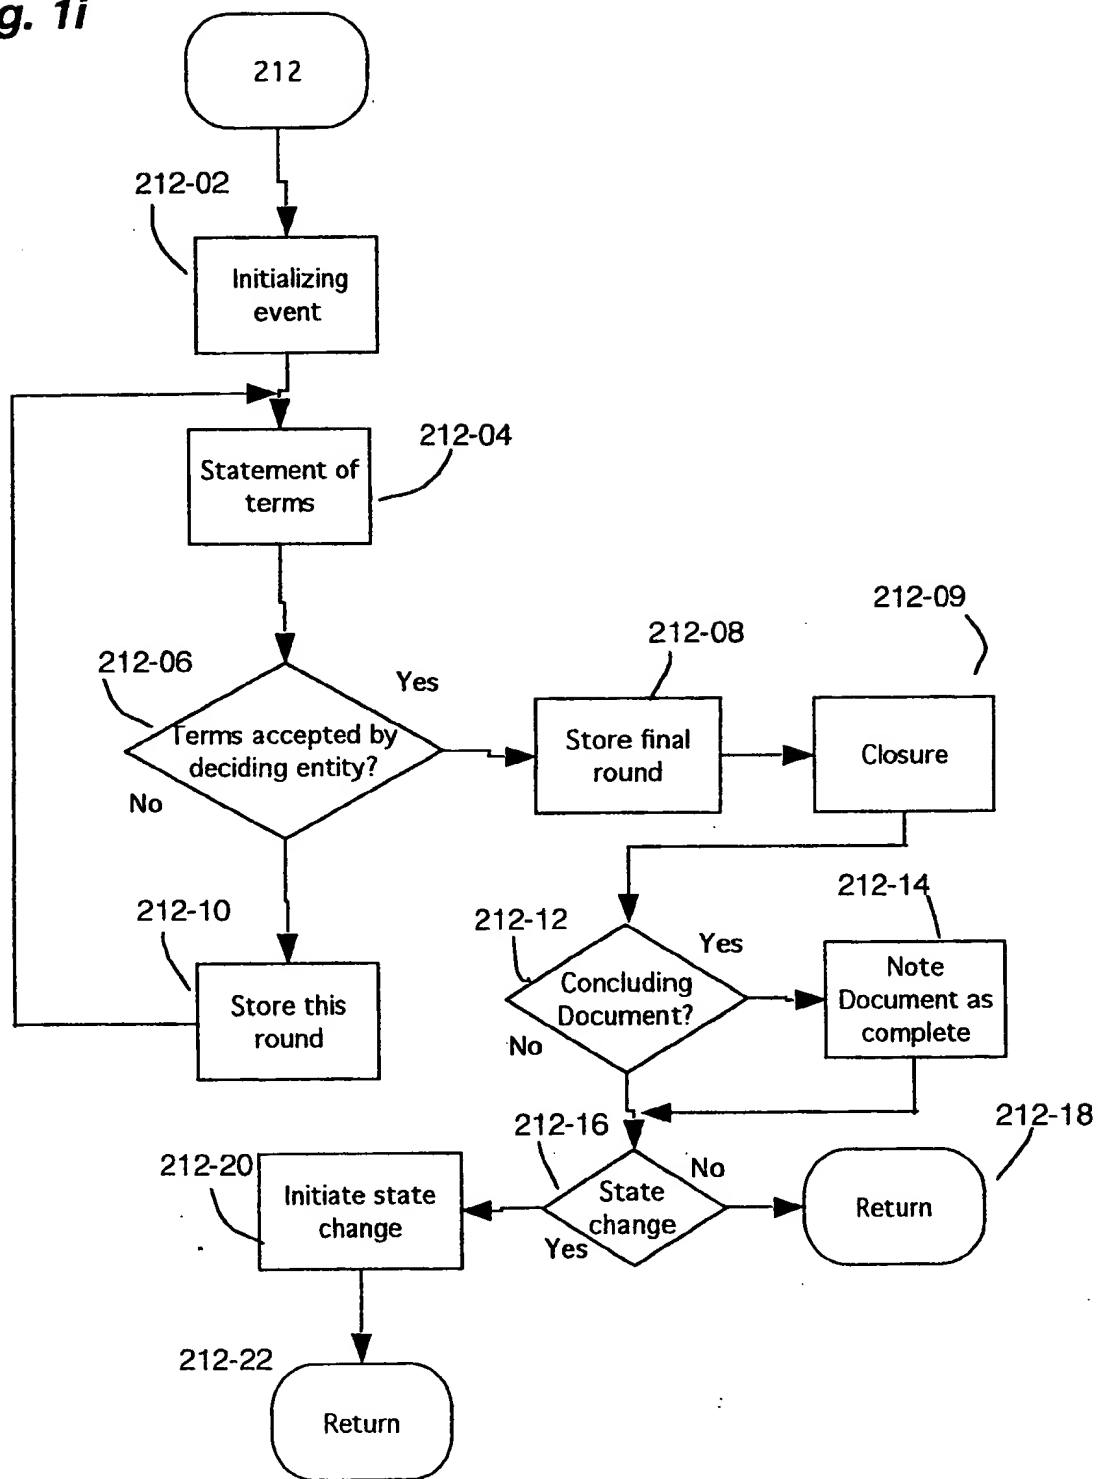 g. 1i
212
212-02
Initializing
event
212-04
Statement of
terms
212-06
Terms accepted by
deciding entity?
Yes
No
212-08
Store final
round
212-09
Closure
212-10
Store this
round
212-12
Concluding
Document?
Yes
No
212-14
Note
Document as
complete
212-16
State
change
No
Yes
212-18
Return
212-20
Initiate state
change
212-22
Return